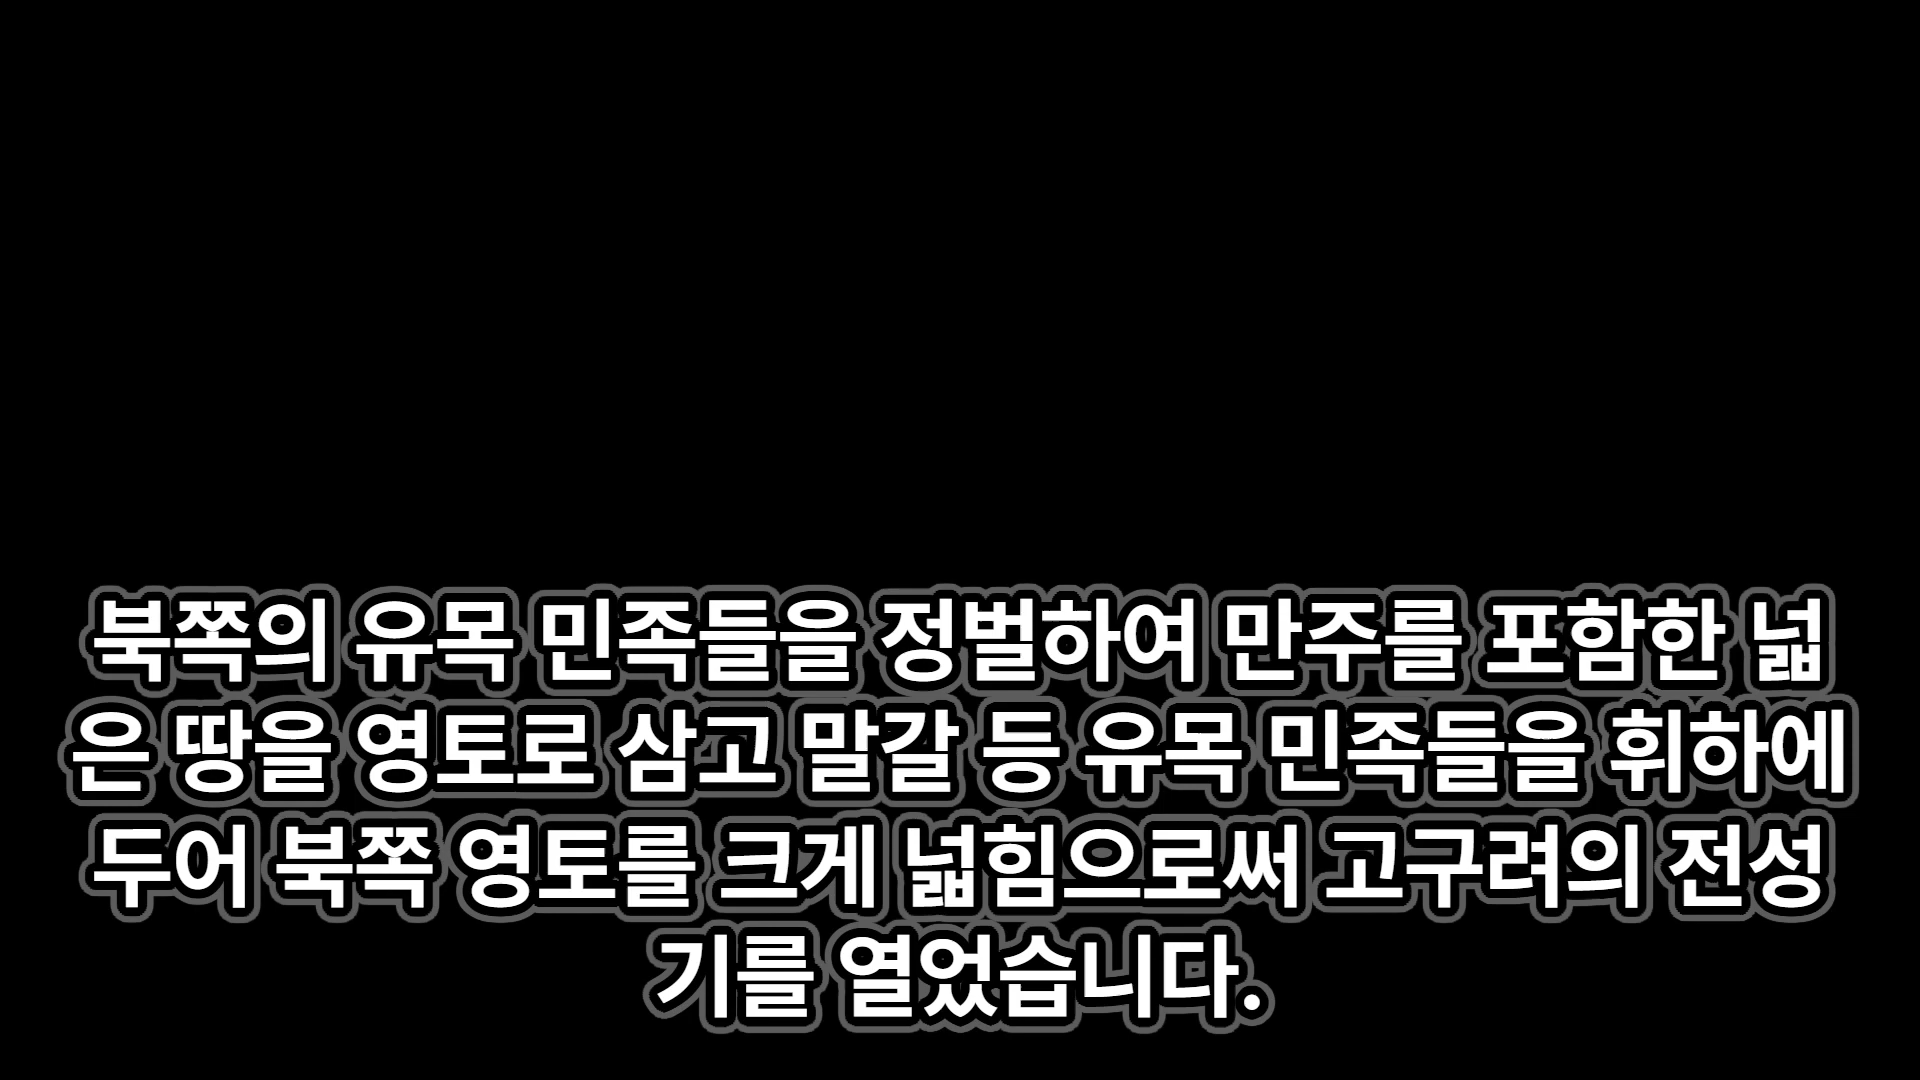 북쪽의 유목 민족들을 정벌하여 만주를 포함한 넓
은 땅을 영토로 삼고 말갈 등 유목 민족들을 휘하에
두어 북쪽 영토를 크게 넓힘으로써 고구려의 전성
기를 열었습니다.